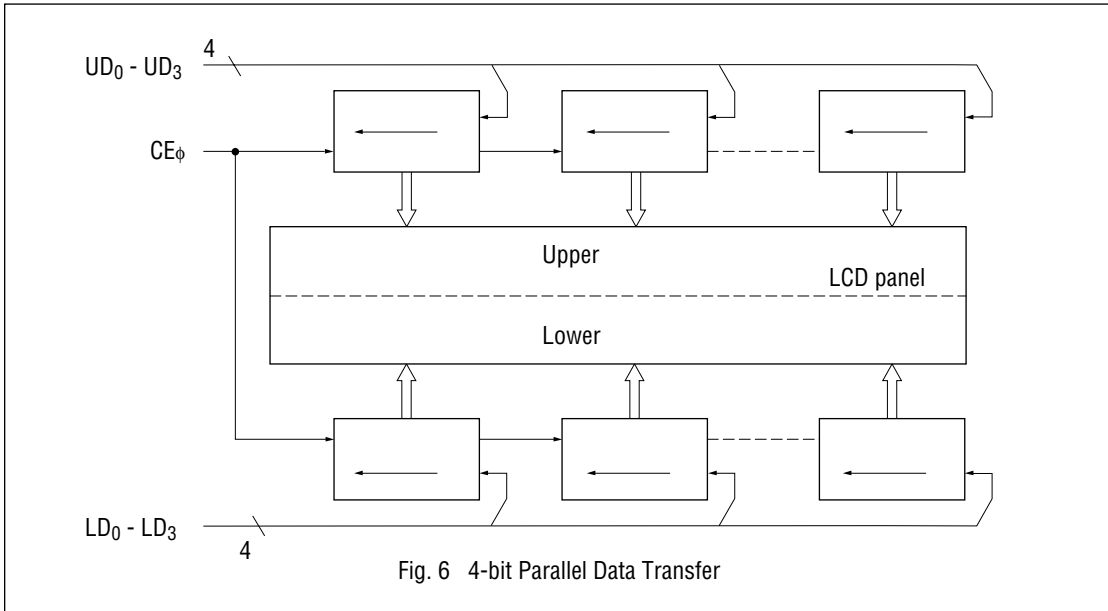 4
UD₀ - UD₃
CEϕ
Upper
LCD panel
Lower
LD₀ - LD₃
4
Fig. 6 4-bit Parallel Data Transfer